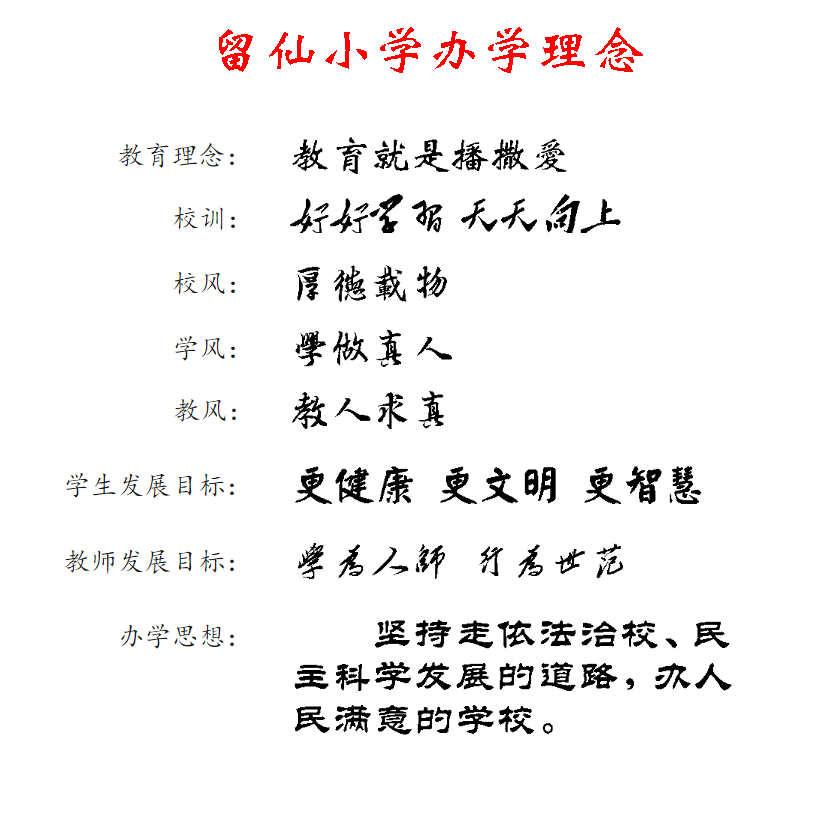 留仙小学办学理念
教育理念： 教育就是播撒愛
校训： 好好学習 天天向上
校风： 厚德載物
学风： 學做真人
教风： 教人求真
学生发展目标： 更健康 更文明 更智慧
教师发展目标： 學為人師 行為世范
办学思想： 坚持走依法治校、民
主科学发展的道路，办人
民满意的学校。